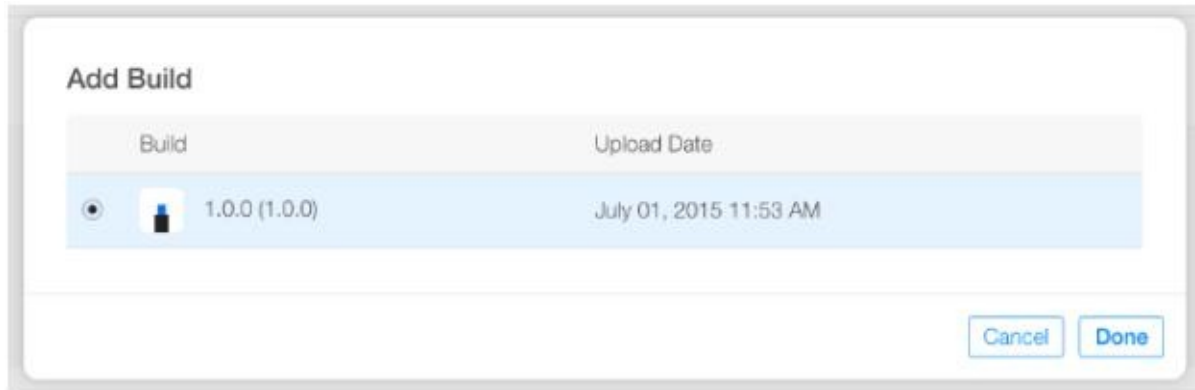 Add Build
Build Upload Date
1.0.0 (1.0.0) July 01, 2015 11:53 AM
Cancel Done